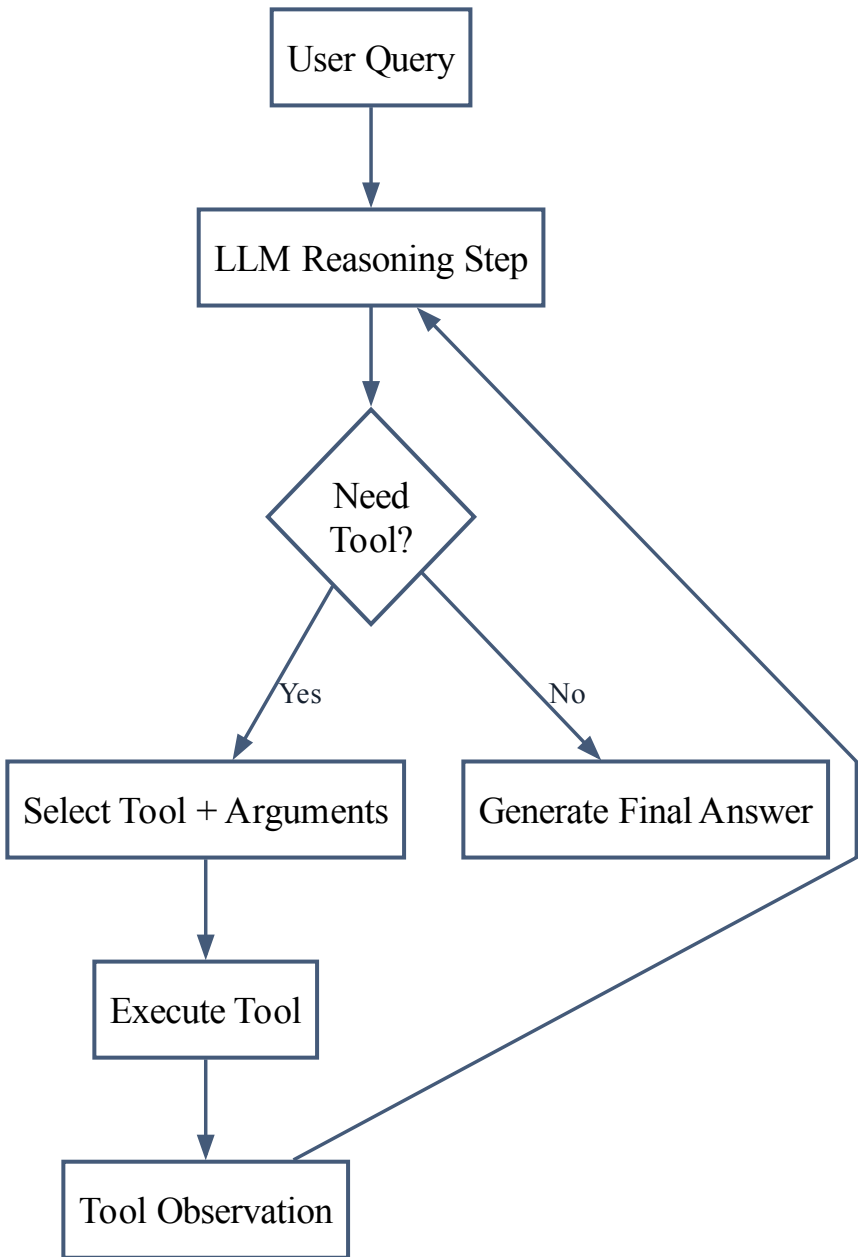 User Query
LLM Reasoning Step
Need
Tool?
Yes
No
Select Tool + Arguments
Generate Final Answer
Execute Tool
Tool Observation